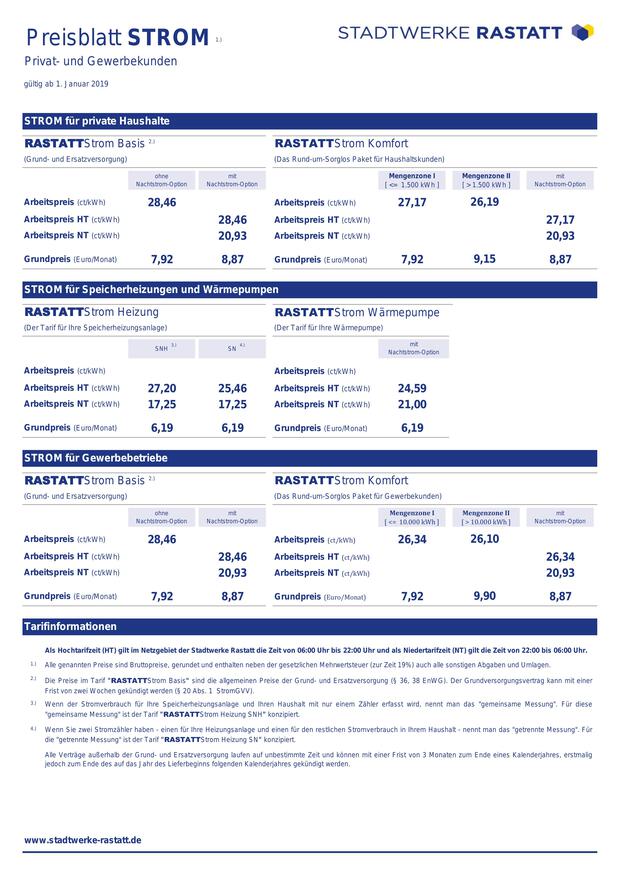 Preisblatt STROM 1.)
STADTWERKE RASTATT
Privat- und Gewerbekunden
gültig ab 1. Januar 2019
STROM für private Haushalte
RASTATTStrom Basis 2.)
(Grund- und Ersatzversorgung)
ohne Nachtstrom-Option
mit Nachtstrom-Option
Arbeitspreis (ct/kWh) 28,46
Arbeitspreis HT (ct/kWh) 28,46
Arbeitspreis NT (ct/kWh) 20,93
Grundpreis (Euro/Monat) 7,92 8,87
RASTATTStrom Komfort
(Das Rund-um-Sorglos Paket für Haushaltskunden)
Mengenzone I [ <= 1.500 kWh ]
Mengenzone II [ > 1.500 kWh ]
mit Nachtstrom-Option
Arbeitspreis (ct/kWh) 27,17 26,19
Arbeitspreis HT (ct/kWh) 27,17
Arbeitspreis NT (ct/kWh) 20,93
Grundpreis (Euro/Monat) 7,92 9,15 8,87
STROM für Speicherheizungen und Wärmepumpen
RASTATTStrom Heizung
(Der Tarif für Ihre Speicherheizungsanlage)
SNH 3.) SN 4.)
Arbeitspreis (ct/kWh)
Arbeitspreis HT (ct/kWh) 27,20 25,46
Arbeitspreis NT (ct/kWh) 17,25 17,25
Grundpreis (Euro/Monat) 6,19 6,19
RASTATTStrom Wärmepumpe
(Der Tarif für Ihre Wärmepumpe)
mit Nachtstrom-Option
Arbeitspreis (ct/kWh)
Arbeitspreis HT (ct/kWh) 24,59
Arbeitspreis NT (ct/kWh) 21,00
Grundpreis (Euro/Monat) 6,19
STROM für Gewerbebetriebe
RASTATTStrom Basis 2.)
(Grund- und Ersatzversorgung)
ohne Nachtstrom-Option
mit Nachtstrom-Option
Arbeitspreis (ct/kWh) 28,46
Arbeitspreis HT (ct/kWh) 28,46
Arbeitspreis NT (ct/kWh) 20,93
Grundpreis (Euro/Monat) 7,92 8,87
RASTATTStrom Komfort
(Das Rund-um-Sorglos Paket für Gewerbekunden)
Mengenzone I [ <= 10.000 kWh ]
Mengenzone II [ > 10.000 kWh ]
mit Nachtstrom-Option
Arbeitspreis (ct/kWh) 26,34 26,10
Arbeitspreis HT (ct/kWh) 26,34
Arbeitspreis NT (ct/kWh) 20,93
Grundpreis (Euro/Monat) 7,92 9,90 8,87
Tarifinformationen
Als Hochtarifzeit (HT) gilt im Netzgebiet der Stadtwerke Rastatt die Zeit von 06:00 Uhr bis 22:00 Uhr und als Niedertarifzeit (NT) gilt die Zeit von 22:00 bis 06:00 Uhr.
1.) Alle genannten Preise sind Bruttopreise, gerundet und enthalten neben der gesetzlichen Mehrwertsteuer (zur Zeit 19%) auch alle sonstigen Abgaben und Umlagen.
2.) Die Preise im Tarif "RASTATTStrom Basis" sind die allgemeinen Preise der Grund- und Ersatzversorgung (§ 36, 38 EnWG). Der Grundversorgungsvertrag kann mit einer
Frist von zwei Wochen gekündigt werden (§ 20 Abs. 1 StromGVV).
3.) Wenn der Stromverbrauch für Ihre Speicherheizungsanlage und Ihren Haushalt mit nur einem Zähler erfasst wird, nennt man das "gemeinsame Messung". Für diese
"gemeinsame Messung" ist der Tarif "RASTATTStrom Heizung SNH" konzipiert.
4.) Wenn Sie zwei Stromzähler haben - einen für Ihre Heizungsanlage und einen für den restlichen Stromverbrauch in Ihrem Haushalt - nennt man das "getrennte Messung". Für
die "getrennte Messung" ist der Tarif "RASTATTStrom Heizung SN" konzipiert.
Alle Verträge außerhalb der Grund- und Ersatzversorgung laufen auf unbestimmte Zeit und können mit einer Frist von 3 Monaten zum Ende eines Kalenderjahres, erstmalig
jedoch zum Ende des auf das Jahr des Lieferbeginns folgenden Kalenderjahres gekündigt werden.
www.stadtwerke-rastatt.de